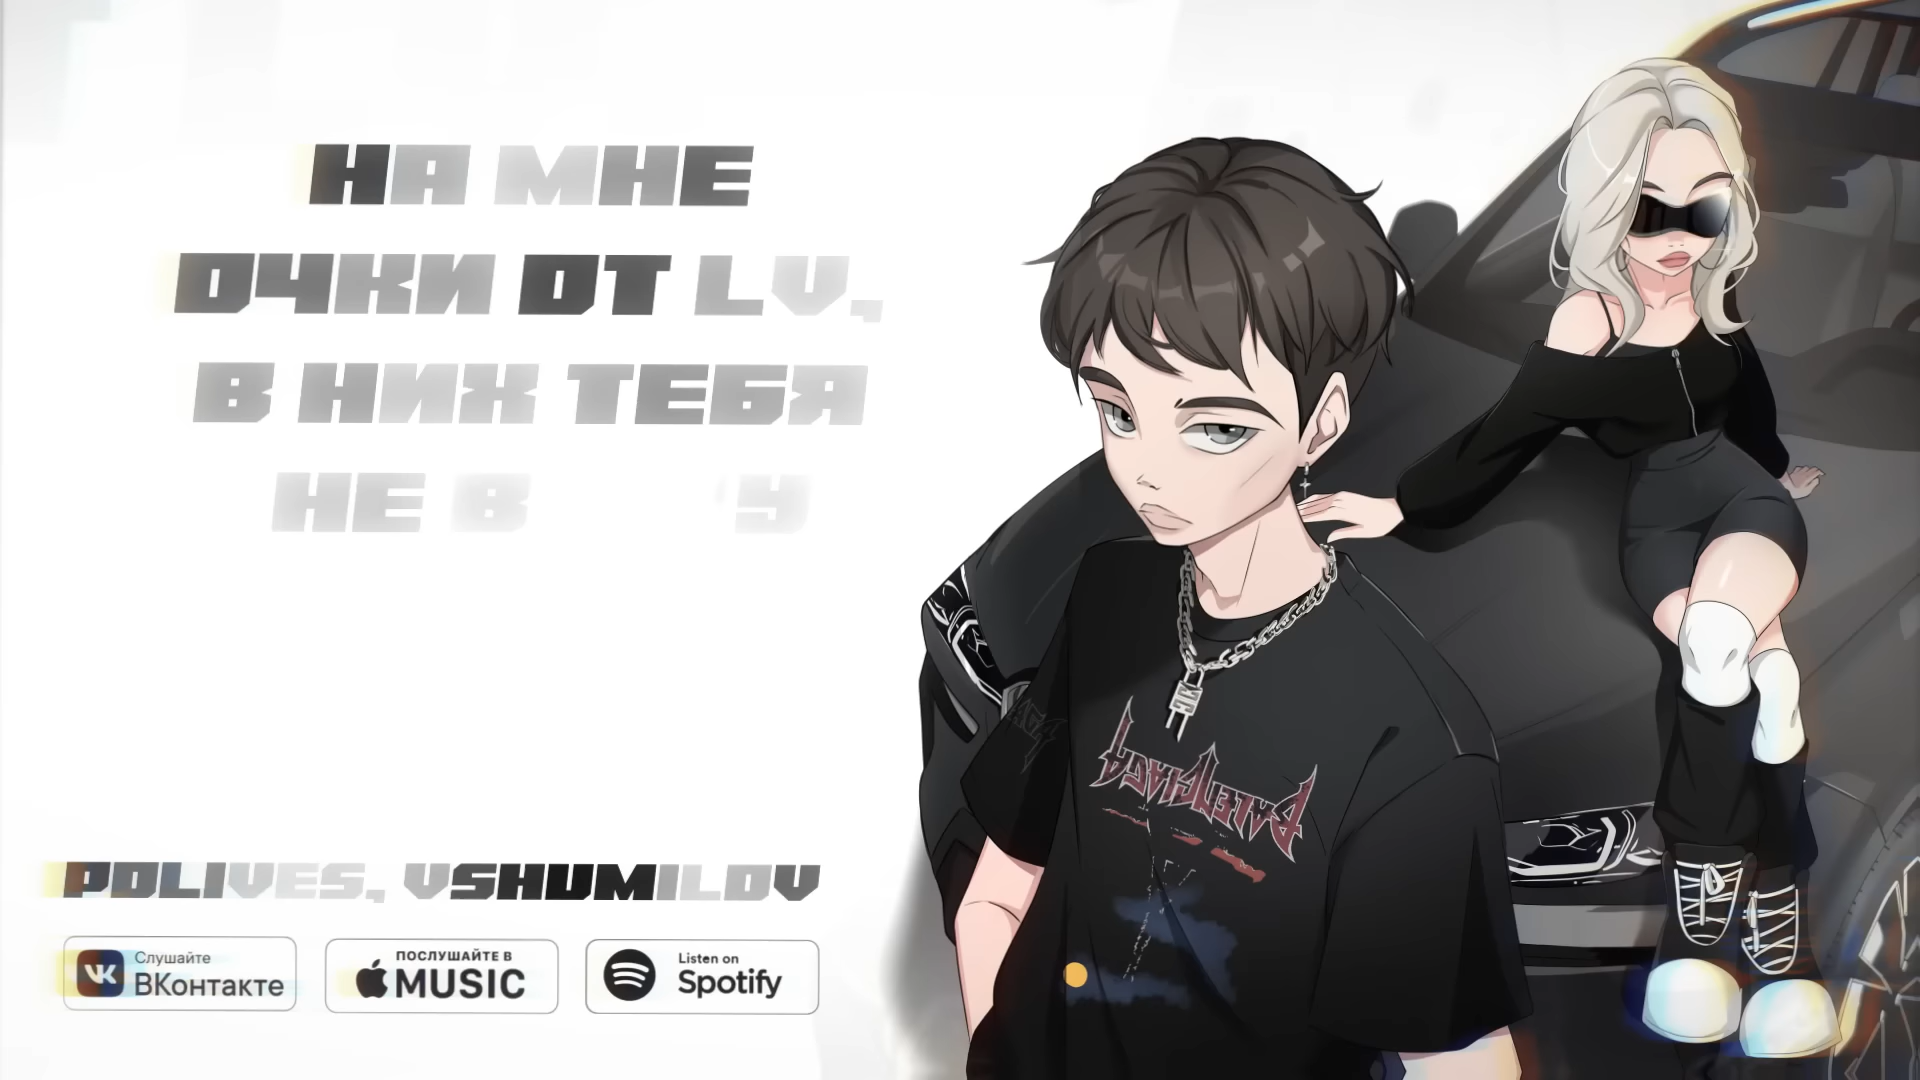 НА МНЕ
ОЧКИ ОТ LV,
В НИХ ТЕБЯ
НЕ В У
POLIVES, VSHUMILOV
Слушайте
ВКонтакте
ПОСЛУШАЙТЕ В
MUSIC
Listen on
Spotify